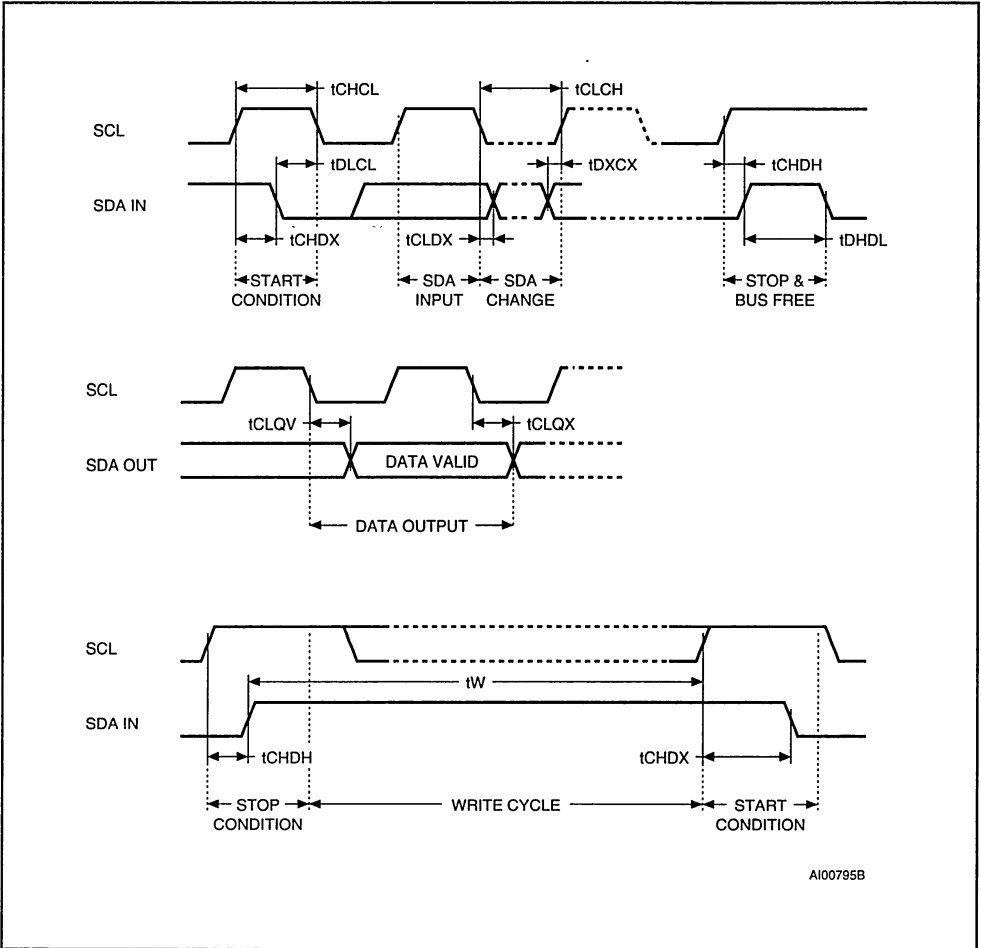 tCHCL
tCLCH
SCL
tDLCL
tDXCX
tCHDH
SDA IN
tCHDX
tCLDX
tDHDL
START
CONDITION
SDA
INPUT
SDA
CHANGE
STOP &
BUS FREE
SCL
tCLQV
tCLQX
SDA OUT
DATA VALID
DATA OUTPUT
SCL
tW
SDA IN
tCHDH
tCHDX
STOP
CONDITION
WRITE CYCLE
START
CONDITION
AI00795B